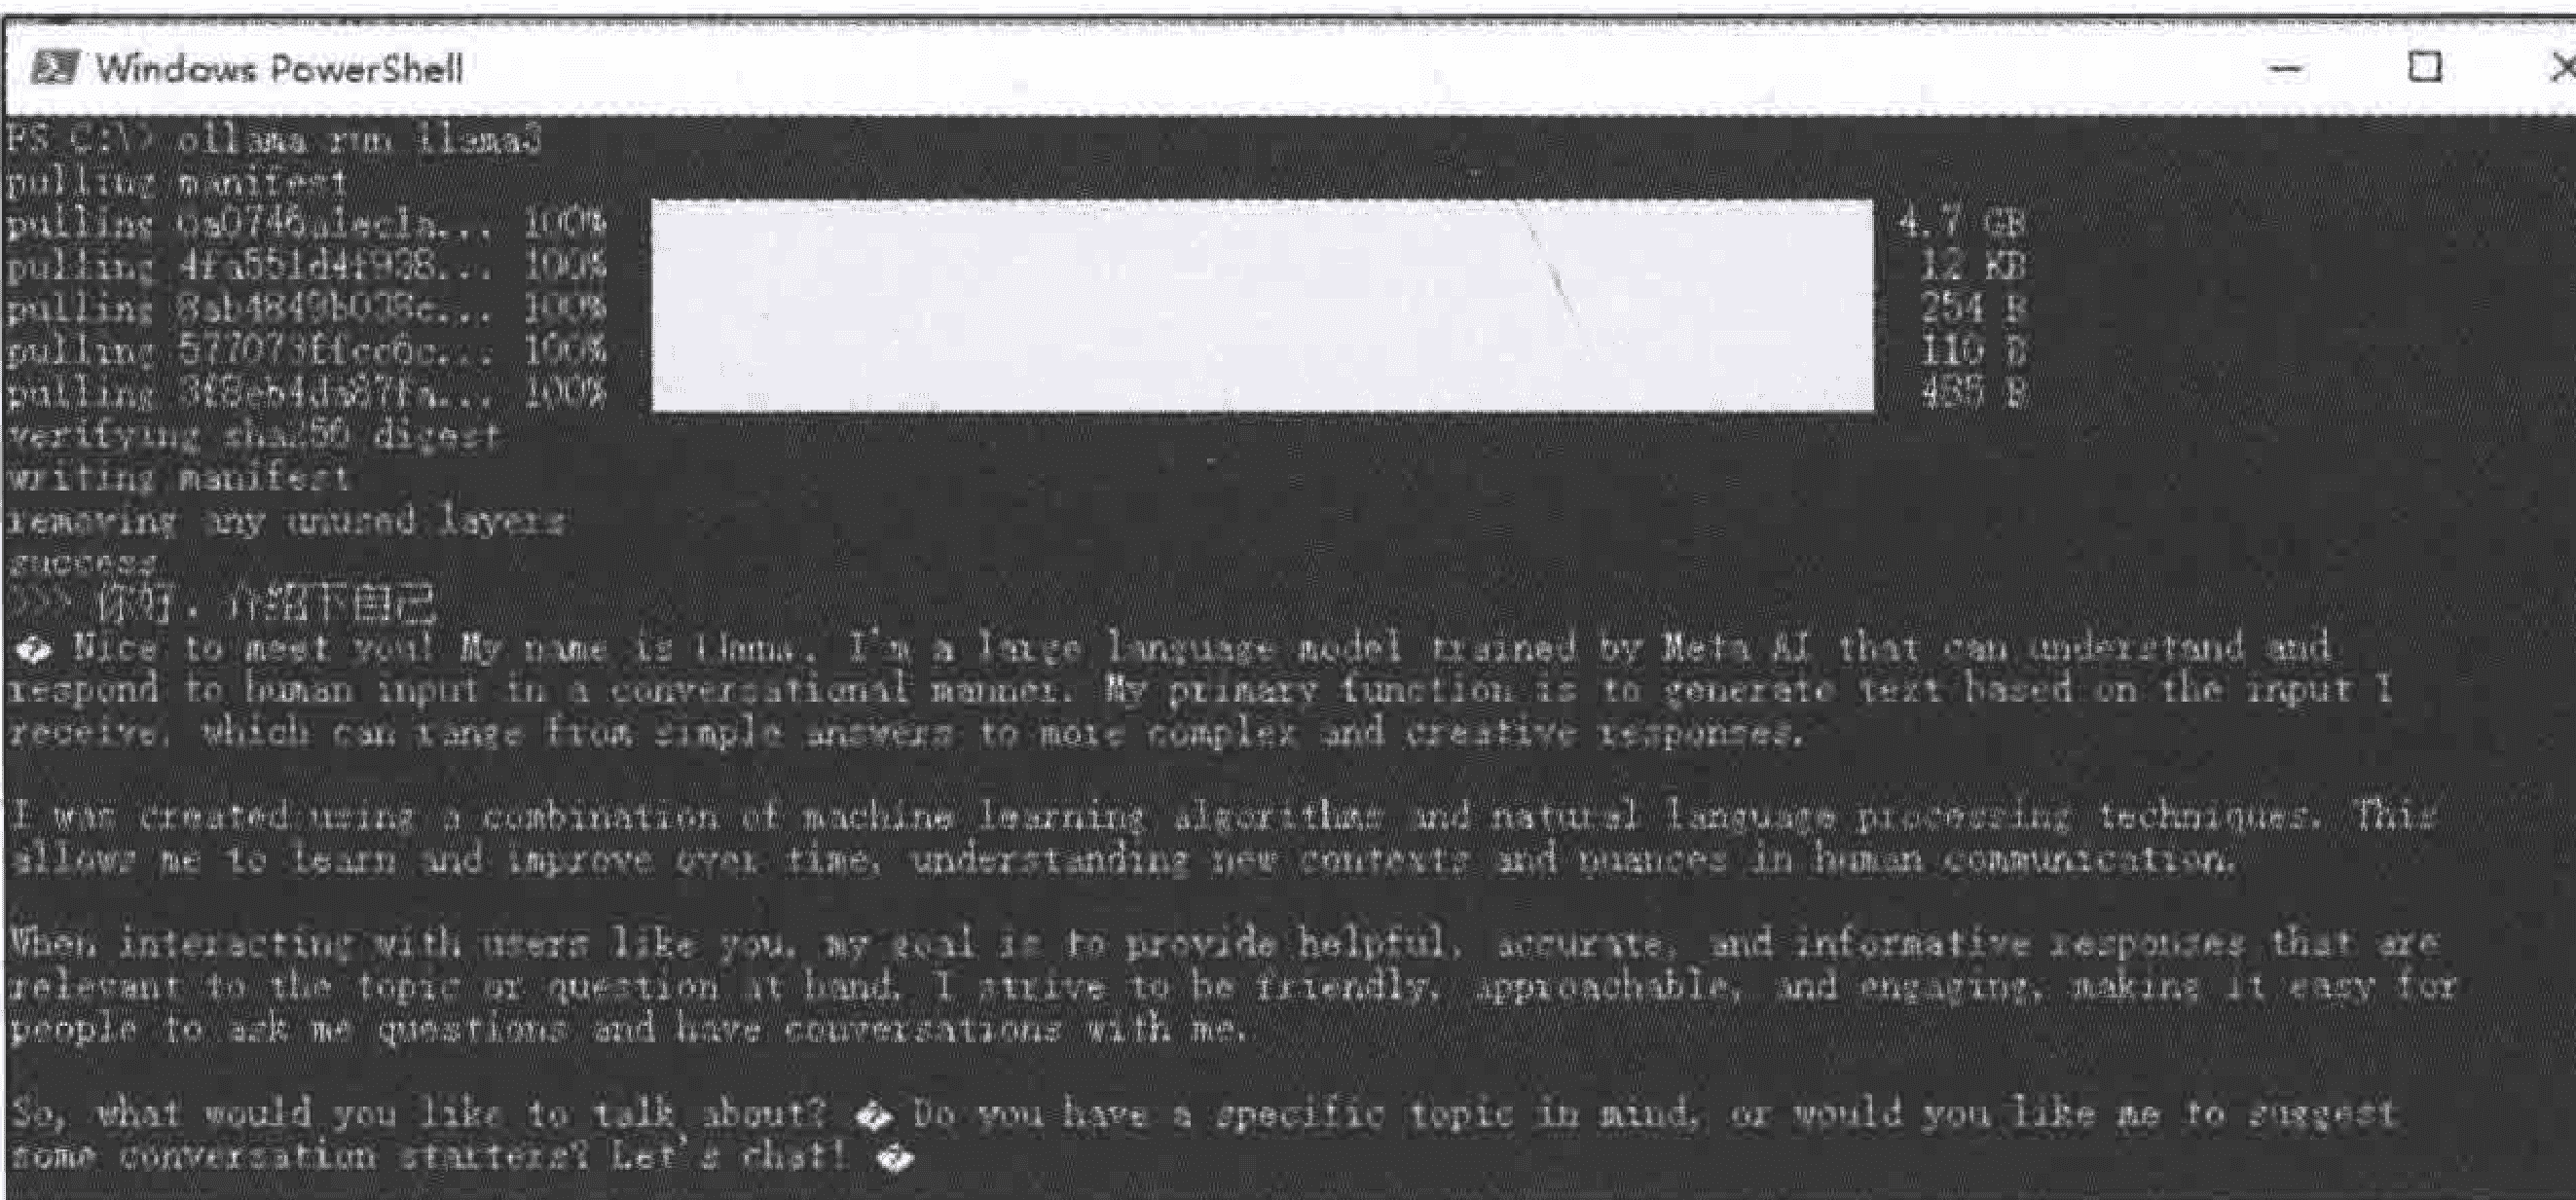 Windows PowerShell
PS C:\> ollama run llama3
pulling manifest
pulling 100% 4.7 GB
pulling 4fa551d4f938... 100% 12 KB
pulling 8ab4849b038c... 100% 254 B
pulling 577073ffcc6c... 100% 110 B
pulling 3f8eb4da87fa... 100% 485 B
verifying sha256 digest
writing manifest
removing any unused layers
success
>>> 你好，介绍下自己
� Nice to meet you! My name is Llama. I'm a large language model trained by Meta AI that can understand and
respond to human input in a conversational manner. My primary function is to generate text based on the input I
receive, which can range from simple answers to more complex and creative responses.
I was created using a combination of machine learning algorithms and natural language processing techniques. This
allows me to learn and improve over time, understanding new contexts and nuances in human communication.
When interacting with users like you, my goal is to provide helpful, accurate, and informative responses that are
relevant to the topic or question at hand. I strive to be friendly, approachable, and engaging, making it easy for
people to ask me questions and have conversations with me.
So, what would you like to talk about? � Do you have a specific topic in mind, or would you like me to suggest
some conversation starters? Let's chat! �